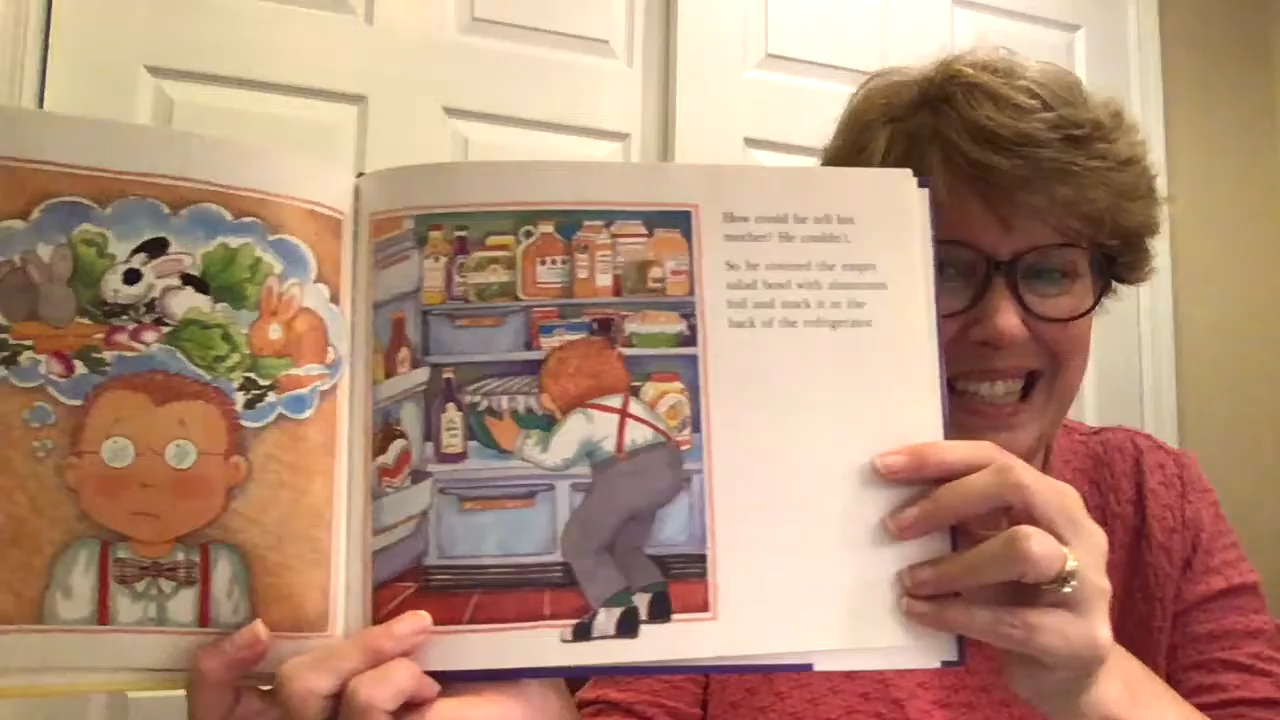 How could he tell his
mother? He couldn't.
So he covered the empty
salad bowl with aluminum
foil and stuck it in the
back of the refrigerator.